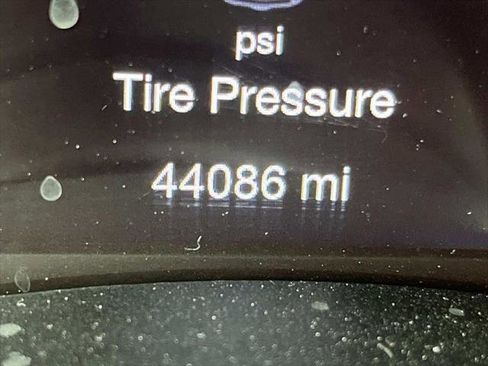 psi
Tire Pressure
44086 mi